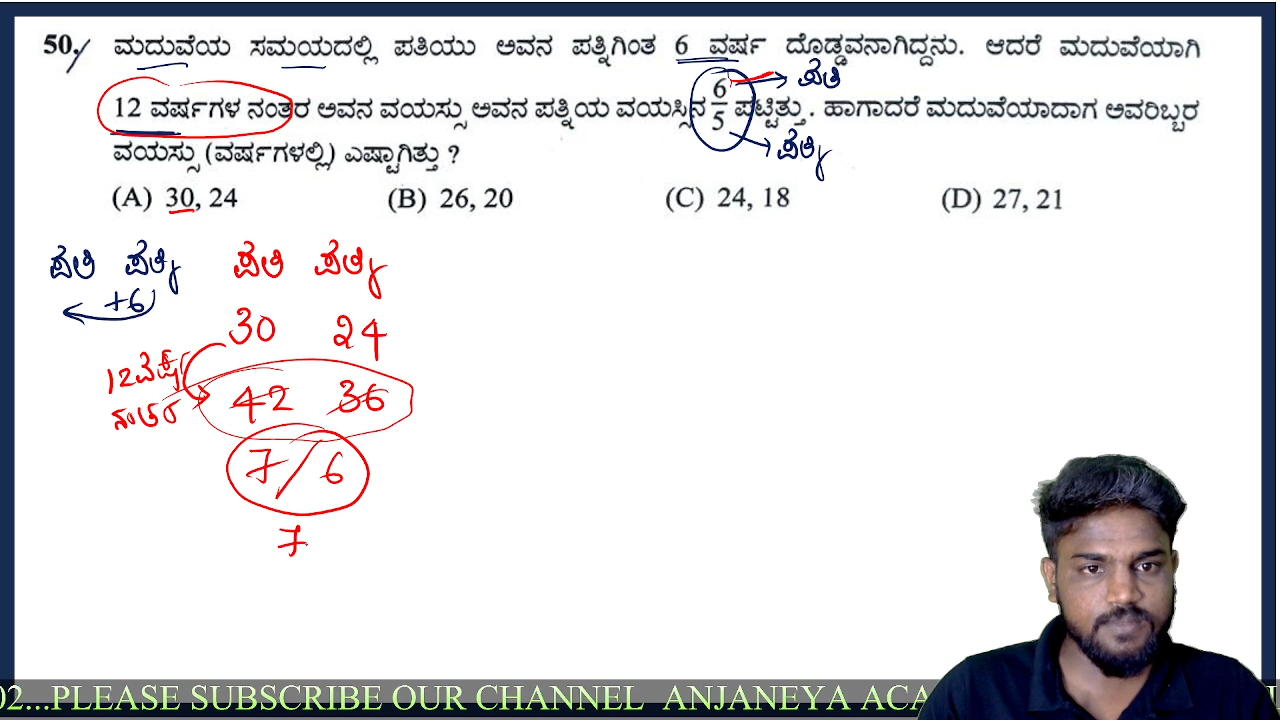 50, ಮದುವೆಯ ಸಮಯದಲ್ಲಿ ಪತಿಯು ಅವನ ಪತ್ನಿಗಿಂತ 6 ವರ್ಷ ದೊಡ್ಡವನಾಗಿದ್ದನು. ಆದರೆ ಮದುವೆಯಾಗಿ
12 ವರ್ಷಗಳ ನಂತರ ಅವನ ವಯಸ್ಸು ಅವನ ಪತ್ನಿಯ ವಯಸ್ಸಿನ 6/5 ಪಟ್ಟಿತ್ತು. ಹಾಗಾದರೆ ಮದುವೆಯಾದಾಗ ಅವರಿಬ್ಬರ
ವಯಸ್ಸು (ವರ್ಷಗಳಲ್ಲಿ) ಎಷ್ಟಾಗಿತ್ತು ?
(A) 30, 24 (B) 26, 20 (C) 24, 18 (D) 27, 21
ಪತಿ
ಪತ್ನಿ
ಪತಿ ಪತ್ನಿ ಪತಿ ಪತ್ನಿ
+6
30 24
12 ವರ್ಷ
ನಂತರ
42 36
7/6
7
02...PLEASE SUBSCRIBE OUR CHANNEL ANJANEYA ACA